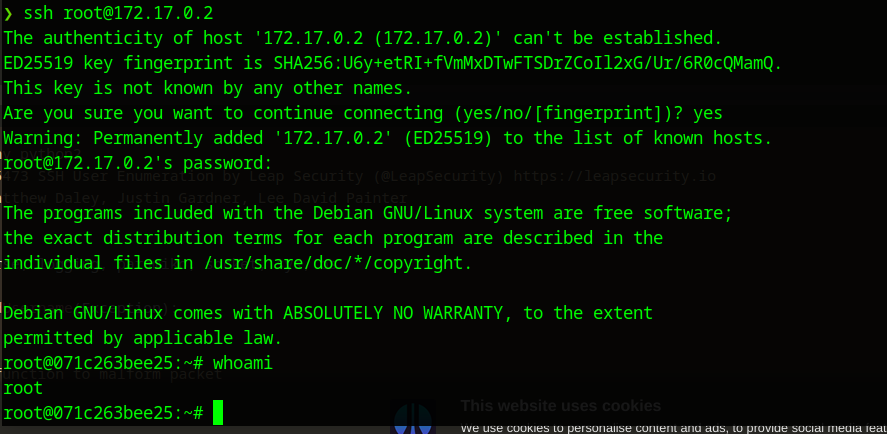 ❯ ssh root@172.17.0.2
The authenticity of host '172.17.0.2 (172.17.0.2)' can't be established.
ED25519 key fingerprint is SHA256:U6y+etRI+fVmMxDTwFTSDrZCoIl2xG/Ur/6R0cQMamQ.
This key is not known by any other names.
Are you sure you want to continue connecting (yes/no/[fingerprint])? yes
Warning: Permanently added '172.17.0.2' (ED25519) to the list of known hosts.
root@172.17.0.2's password:
473 SSH User Enumeration by Leap Security (@LeapSecurity) https://leapsecurity.io
tthew Daley, Justin Gardner, Lee David Painter
The programs included with the Debian GNU/Linux system are free software;
the exact distribution terms for each program are described in the
individual files in /usr/share/doc/*/copyright.
Debian GNU/Linux comes with ABSOLUTELY NO WARRANTY, to the extent
permitted by applicable law.
root@071c263bee25:~# whoami
unction to malform packet
root
root@071c263bee25:~#
This website uses cookies
We use cookies to personalise content and ads, to provide social media feat